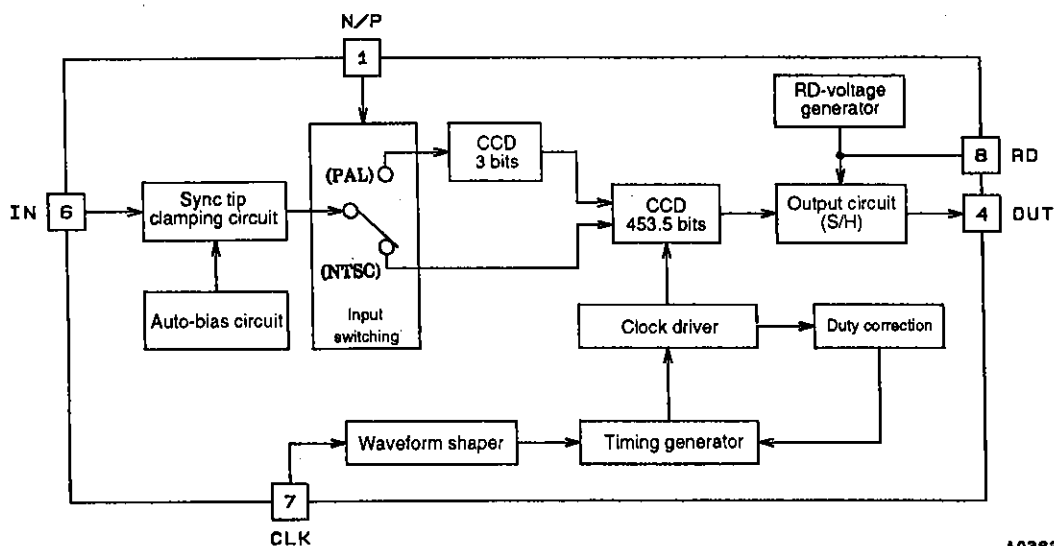 N/P
1
RD-voltage
generator
CCD
3 bits
(PAL)
8 RD
IN 6
Sync tip
clamping circuit
CCD
453.5 bits
Output circuit
(S/H)
4 OUT
(NTSC)
Auto-bias circuit
Input
switching
Clock driver
Duty correction
Waveform shaper
Timing generator
7
CLK